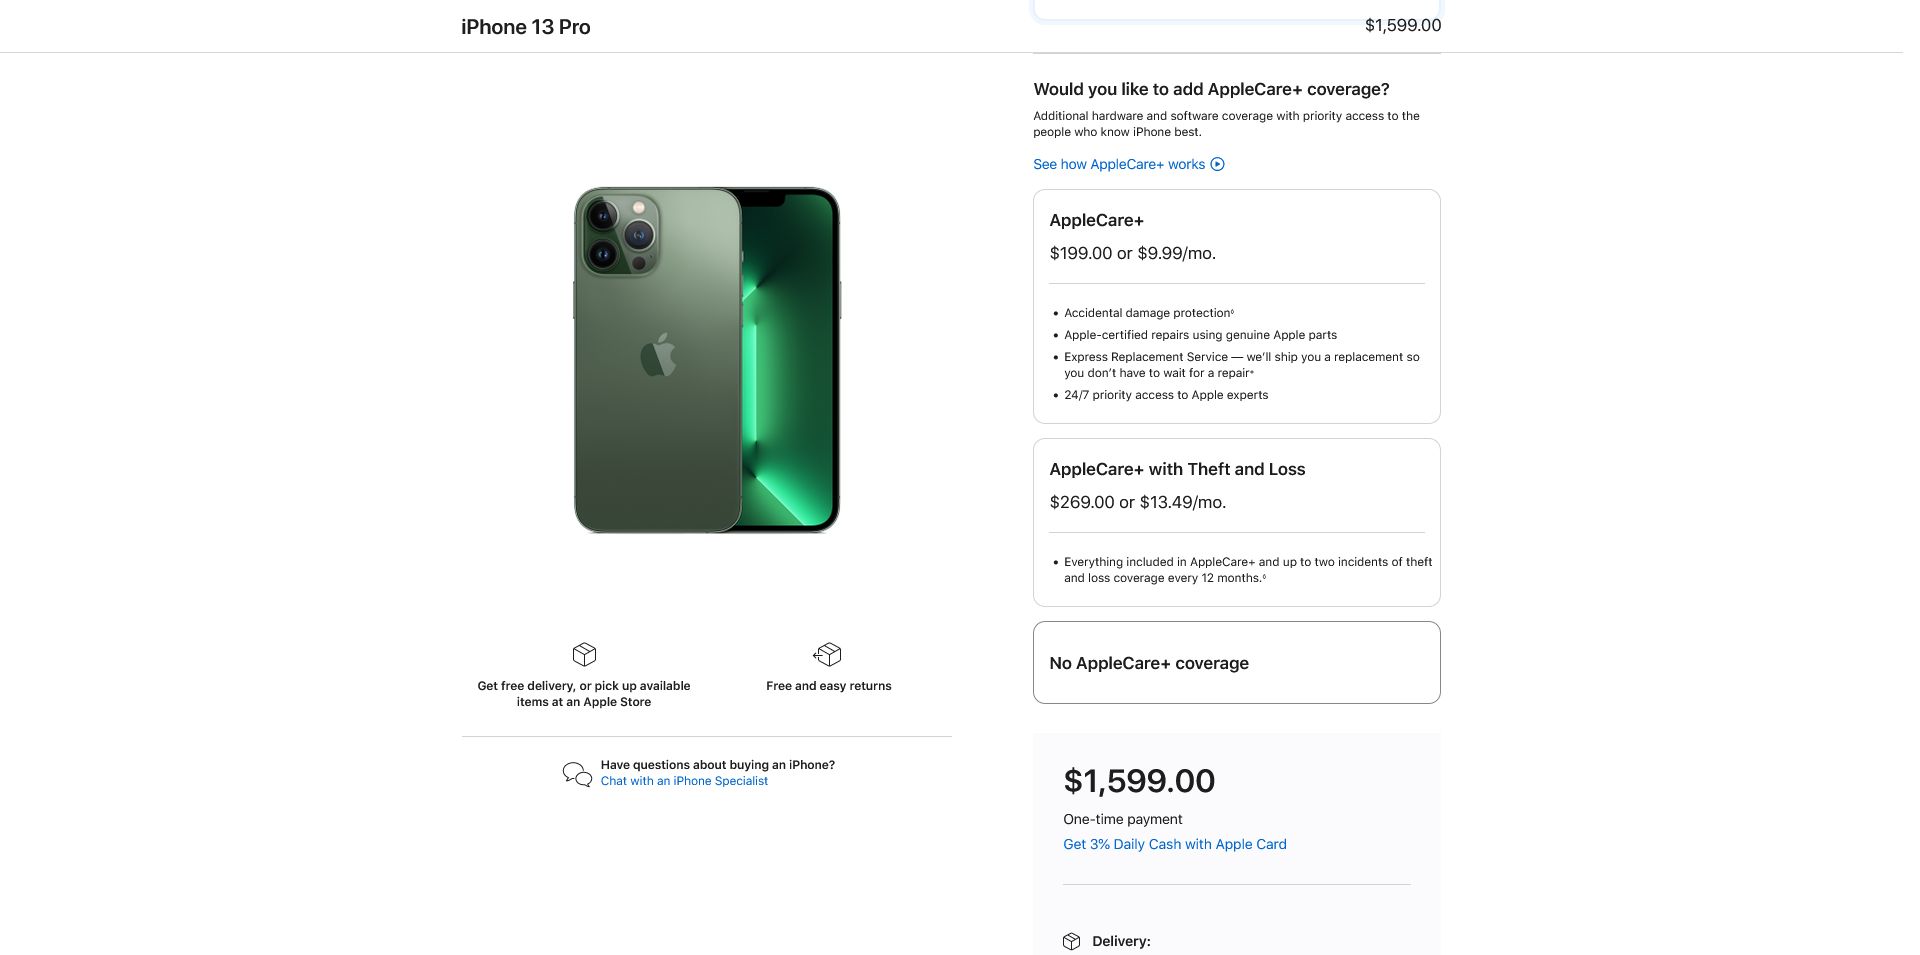 iPhone 13 Pro
$1,599.00
Would you like to add AppleCare+ coverage?
Additional hardware and software coverage with priority access to the
people who know iPhone best.
See how AppleCare+ works
AppleCare+
$199.00 or $9.99/mo.
• Accidental damage protection◊
• Apple-certified repairs using genuine Apple parts
• Express Replacement Service — we’ll ship you a replacement so
you don’t have to wait for a repair+
• 24/7 priority access to Apple experts
AppleCare+ with Theft and Loss
$269.00 or $13.49/mo.
• Everything included in AppleCare+ and up to two incidents of theft
and loss coverage every 12 months.◊
No AppleCare+ coverage
Get free delivery, or pick up available
items at an Apple Store
Free and easy returns
Have questions about buying an iPhone?
Chat with an iPhone Specialist
$1,599.00
One-time payment
Get 3% Daily Cash with Apple Card
Delivery: